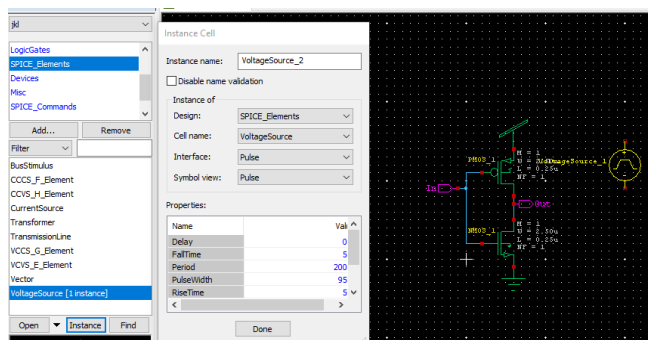 jkl
LogicGates
SPICE_Elements
Devices
Misc
SPICE_Commands
Add...
Remove
Filter
BusStimulus
CCCS_F_Element
CCVS_H_Element
CurrentSource
Transformer
TransmissionLine
VCCS_G_Element
VCVS_E_Element
Vector
VoltageSource [1 instance]
Open
Instance
Find
Instance Cell
Instance name: VoltageSource_2
Disable name validation
Instance of
Design: SPICE_Elements
Cell name: VoltageSource
Interface: Pulse
Symbol view: Pulse
Properties:
Name Valu
Delay 0
FallTime 5
Period 200
PulseWidth 95
RiseTime 5
Done
PMOS_1
M = 1
L = 0.25u
NF = 1
In
Out
NMOS_1
M = 1
W = 2.50u
L = 0.25u
NF = 1